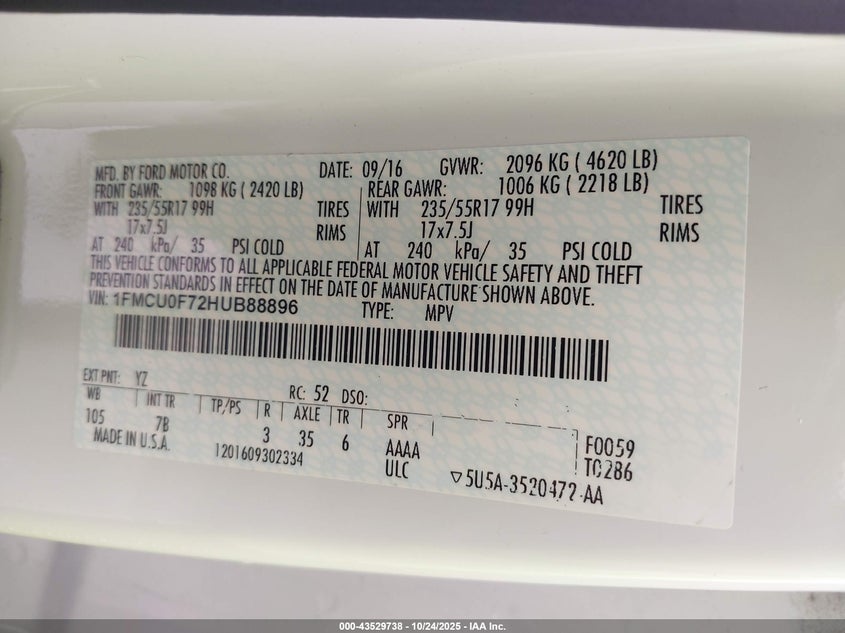 MFD. BY FORD MOTOR CO. DATE: 09/16 GVWR: 2096 KG ( 4620 LB)
FRONT GAWR: 1098 KG ( 2420 LB) REAR GAWR: 1006 KG ( 2218 LB)
WITH 235/55R17 99H TIRES WITH 235/55R17 99H TIRES
17x7.5J RIMS 17x7.5J RIMS
AT 240 kPa/ 35 PSI COLD AT 240 kPa/ 35 PSI COLD
THIS VEHICLE CONFORMS TO ALL APPLICABLE FEDERAL MOTOR VEHICLE SAFETY AND THEFT
PREVENTION STANDARDS IN EFFECT ON THE DATE OF MANUFACTURE SHOWN ABOVE.
VIN: 1FMCU0F72HUB88896 TYPE: MPV
EXT PNT: YZ RC: 52 DSO:
WB INT TR TP/PS R AXLE TR SPR
105 7B 3 35 6 AAAA F0059
MADE IN U.S.A. 1201609302334 ULC T02B6
▽5U5A-3520472-AA
000-43529738 - 10/24/2025 - IAA Inc.